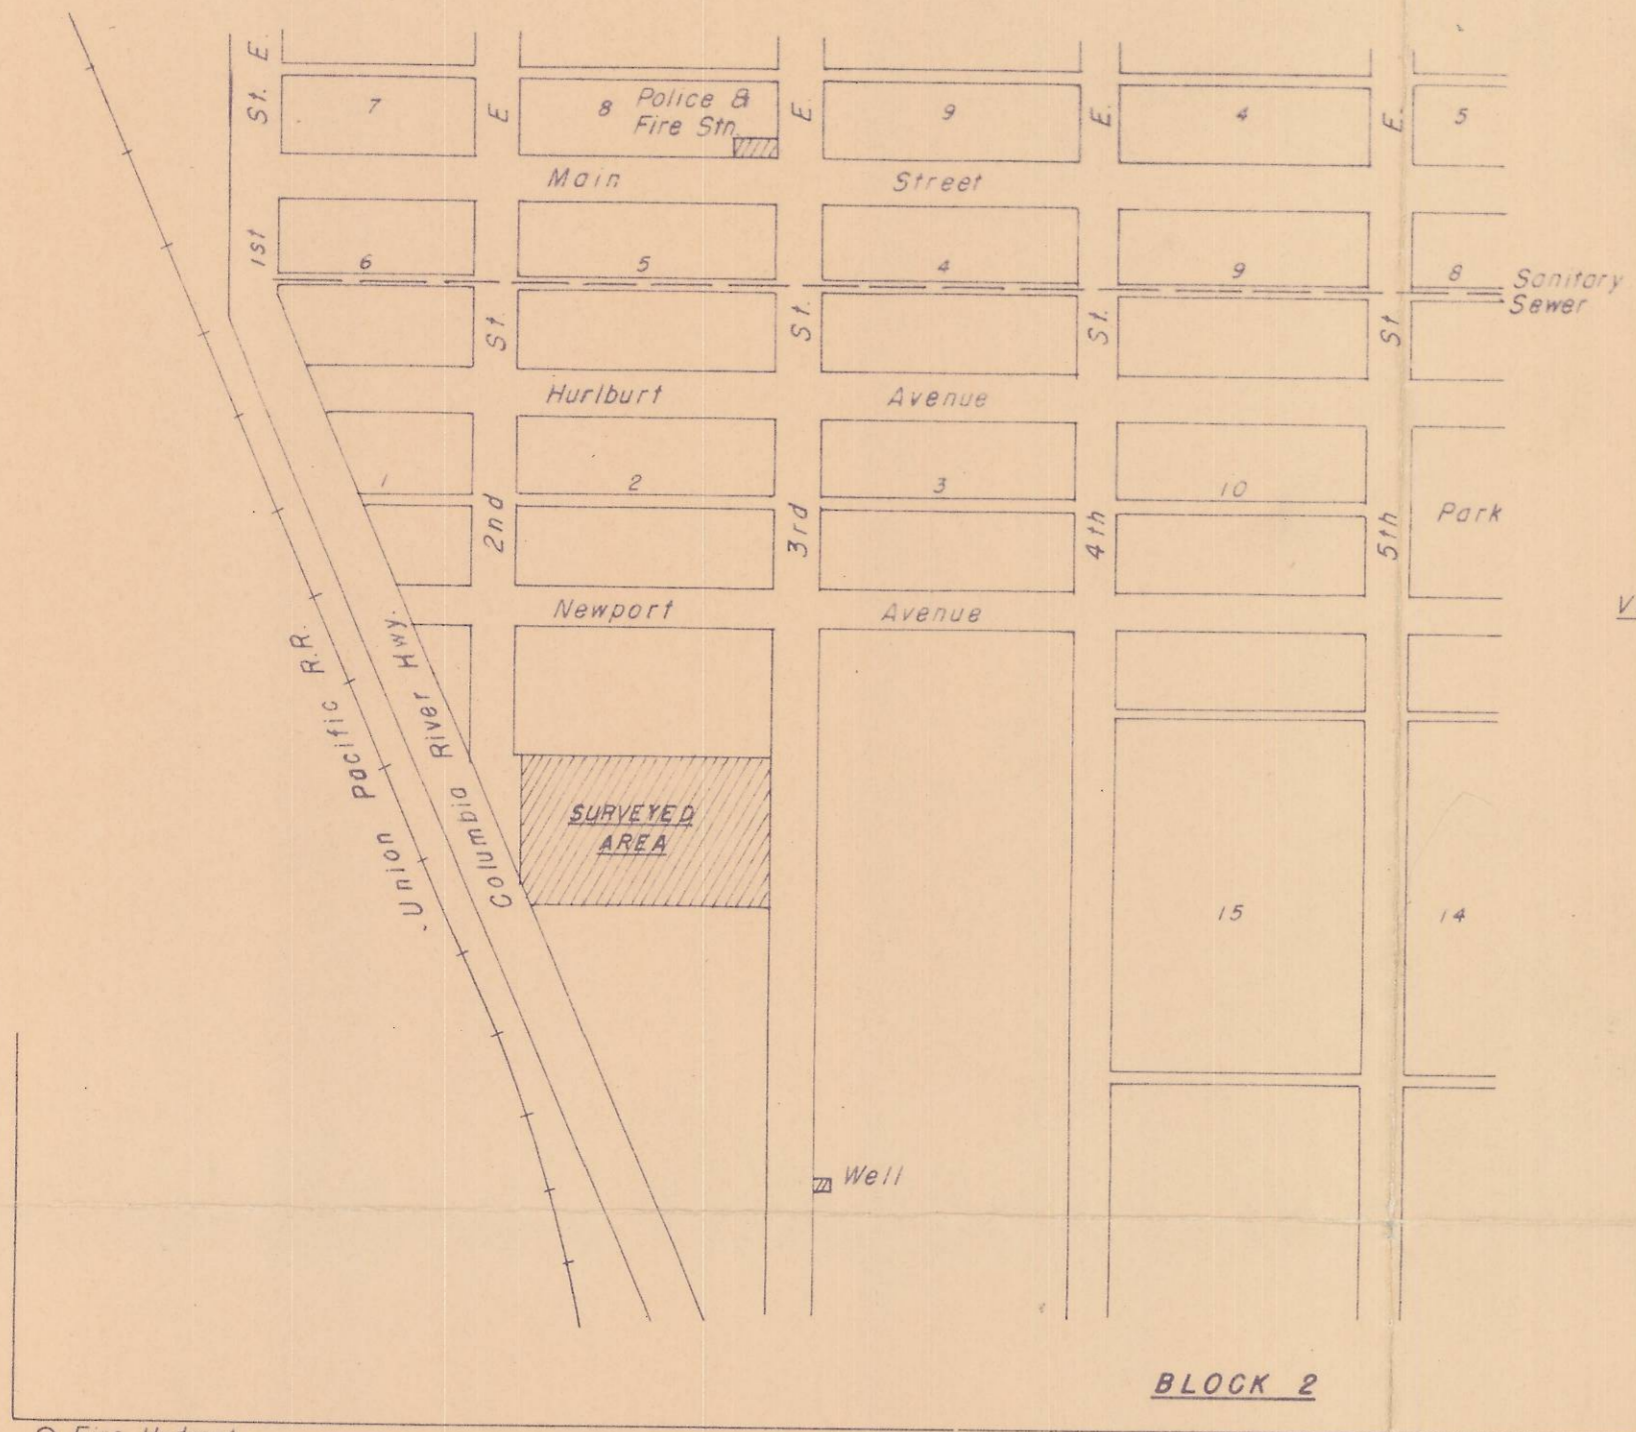 1st St. E.
2nd St. E
3rd St. E.
4th St. E.
5th St E.
7
8
Police &
Fire Stn.
9
4
5
Main Street
6
5
4
9
8
Sanitary
Sewer
Hurlburt Avenue
1
2
3
10
Park
Newport Avenue
V
Union Pacific R.R.
Columbia River Hwy.
SURVEYED
AREA
15
14
Well
BLOCK 2